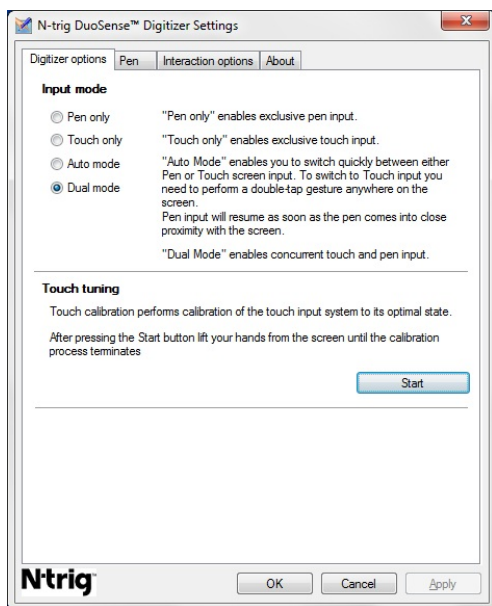 N-trig DuoSense™ Digitizer Settings
Digitizer options Pen Interaction options About
Input mode
Pen only "Pen only" enables exclusive pen input.
Touch only "Touch only" enables exclusive touch input.
Auto mode "Auto Mode" enables you to switch quickly between either
Pen or Touch screen input. To switch to Touch input you
Dual mode need to perform a double-tap gesture anywhere on the
screen.
Pen input will resume as soon as the pen comes into close
proximity with the screen.
"Dual Mode" enables concurrent touch and pen input.
Touch tuning
Touch calibration performs calibration of the touch input system to its optimal state.
After pressing the Start button lift your hands from the screen until the calibration
process terminates
Start
N-trig OK Cancel Apply